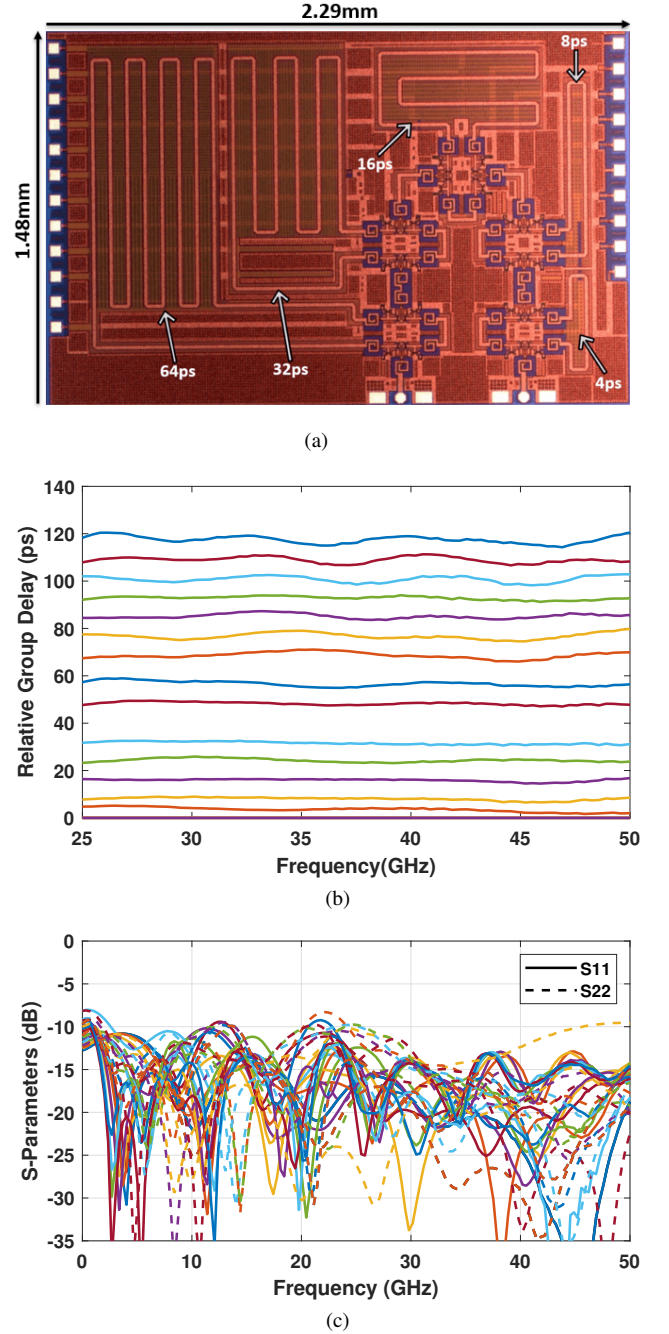 2.29mm
8ps
1.48mm
16ps
64ps
32ps
4ps
(a)
Relative Group Delay (ps)
140
120
100
80
60
40
20
0
25 30 35 40 45 50
Frequency(GHz)
(b)
S-Parameters (dB)
0
-5
-10
-15
-20
-25
-30
-35
S11
S22
0 10 20 30 40 50
Frequency (GHz)
(c)